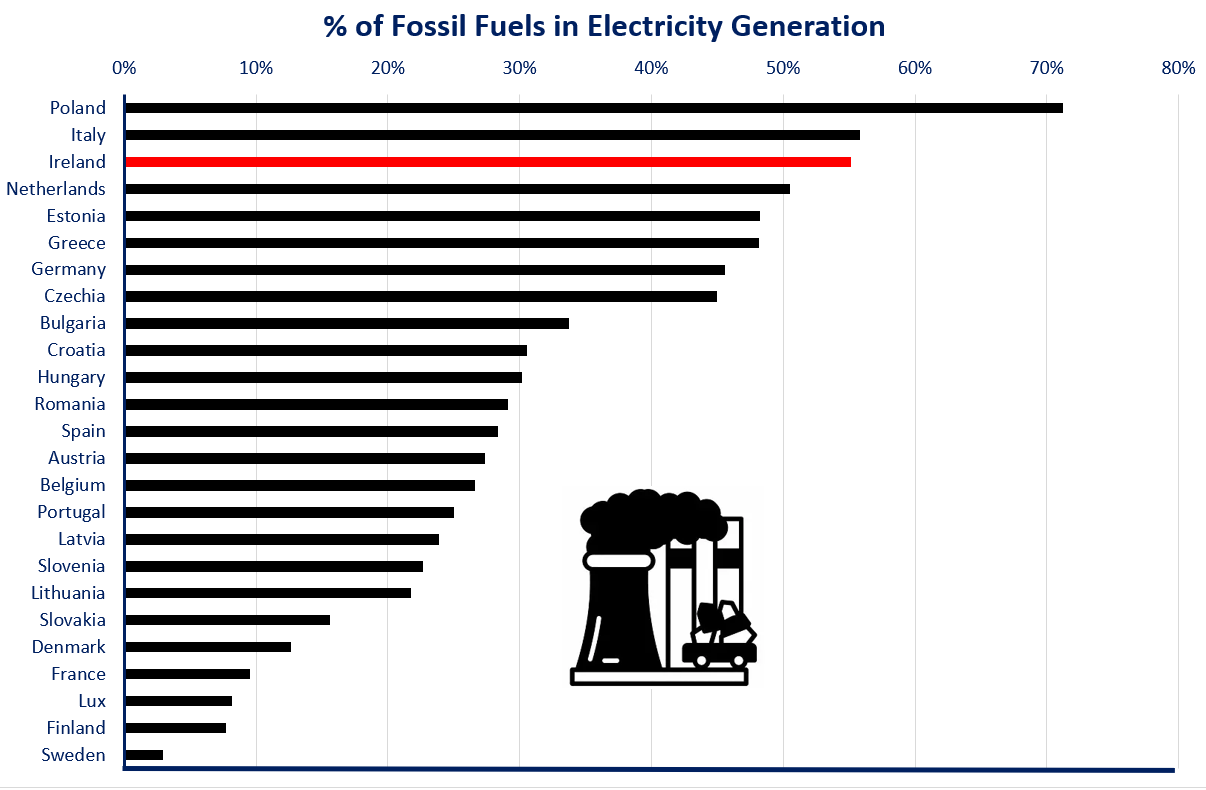 % of Fossil Fuels in Electricity Generation
0% 10% 20% 30% 40% 50% 60% 70% 80%
Poland
Italy
Ireland
Netherlands
Estonia
Greece
Germany
Czechia
Bulgaria
Croatia
Hungary
Romania
Spain
Austria
Belgium
Portugal
Latvia
Slovenia
Lithuania
Slovakia
Denmark
France
Lux
Finland
Sweden